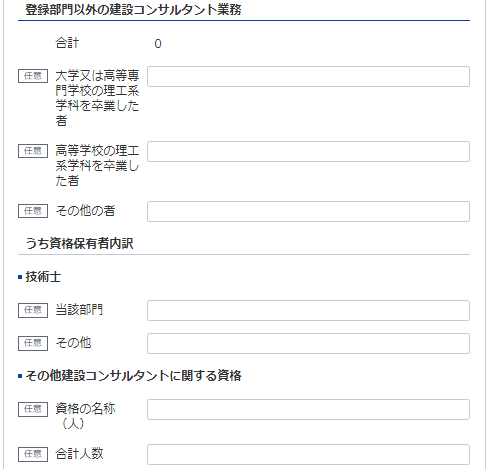 登録部門以外の建設コンサルタント業務
合計 0
任意 大学又は高等専
門学校の理工系
学科を卒業した
者
任意 高等学校の理工
系学科を卒業し
た者
任意 その他の者
うち資格保有者内訳
技術士
任意 当該部門
任意 その他
その他建設コンサルタントに関する資格
任意 資格の名称
（人）
任意 合計人数